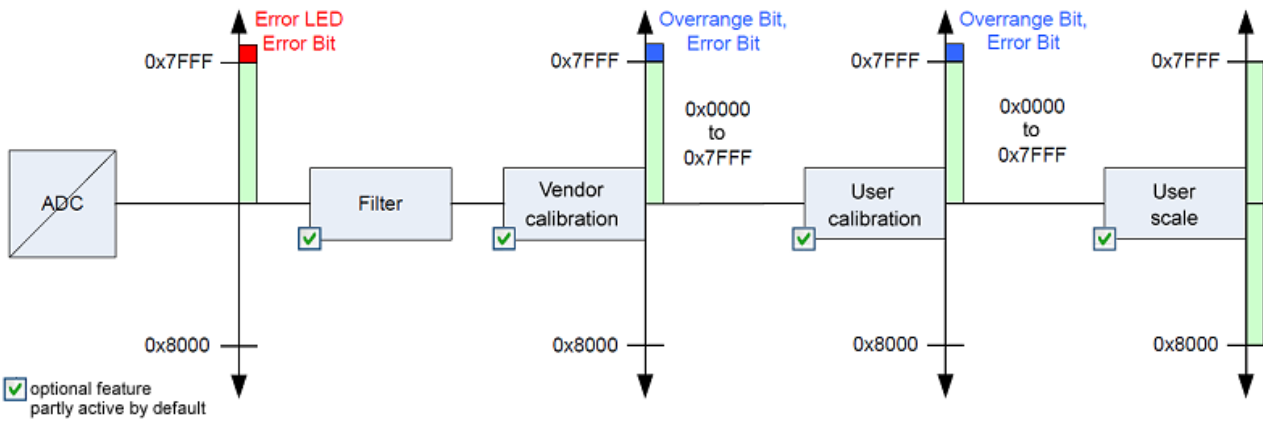 Error LED
Error Bit
Overrange Bit,
Error Bit
Overrange Bit,
Error Bit
0x7FFF
0x7FFF
0x7FFF
0x7FFF
0x0000
to
0x7FFF
0x0000
to
0x7FFF
ADC
Filter
Vendor
calibration
User
calibration
User
scale
0x8000
0x8000
0x8000
0x8000
optional feature
partly active by default